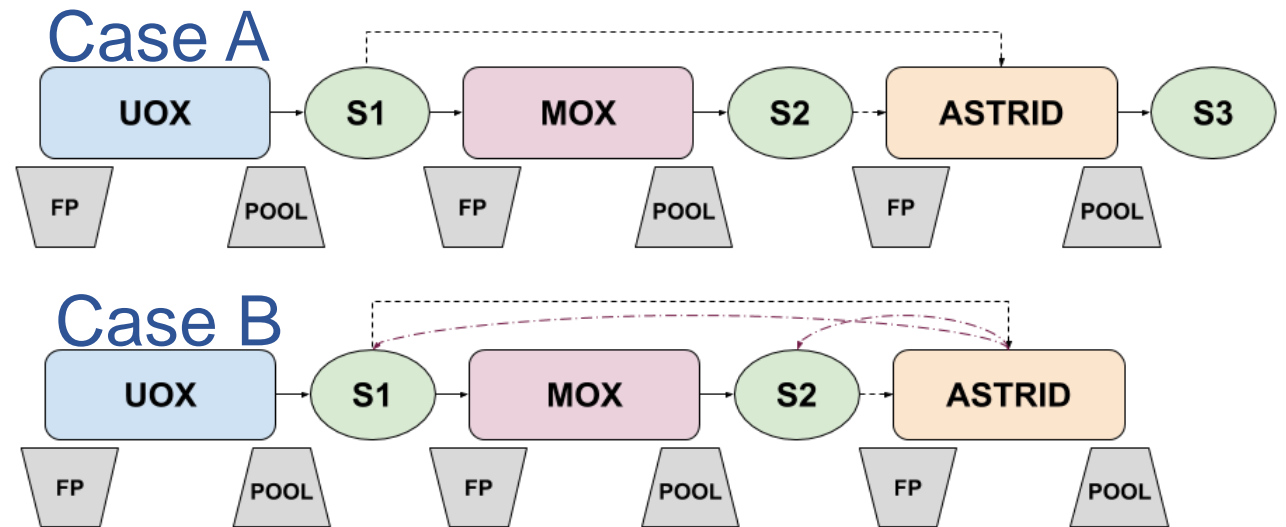 Case A
UOX
S1
MOX
S2
ASTRID
S3
FP
POOL
FP
POOL
FP
POOL
Case B
UOX
S1
MOX
S2
ASTRID
FP
POOL
FP
POOL
FP
POOL